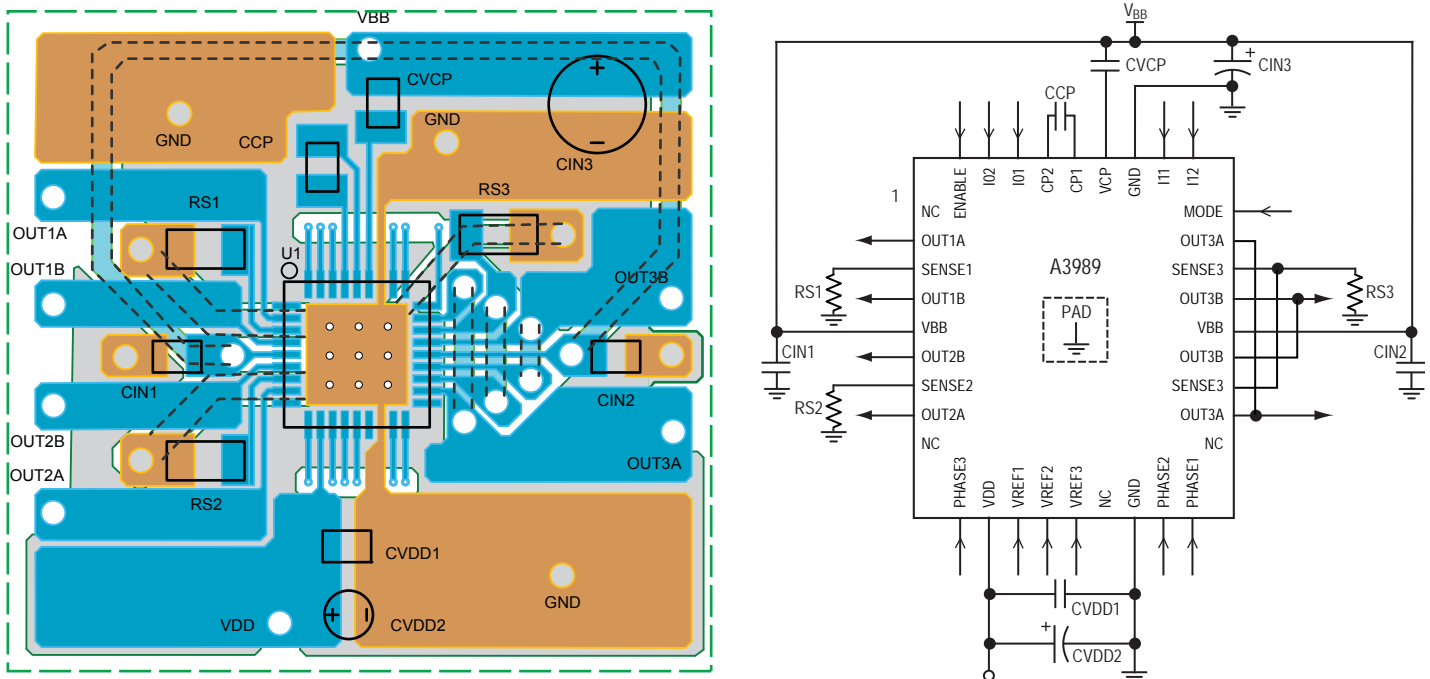 VBB
CVCP
CCP
GND
GND
CIN3
RS3
RS1
OUT1A
OUT1B
U1
OUT3B
CIN1
CIN2
OUT2B
OUT2A
OUT3A
RS2
CVDD1
GND
VDD
CVDD2
+
−
+
−
VBB
CVCP
+
CIN3
CCP
ENABLE
I02
I01
CP2
CP1
VCP
GND
I11
I12
1
NC
MODE
OUT1A
OUT3A
SENSE1
A3989
SENSE3
RS1
OUT1B
PAD
OUT3B
RS3
VBB
VBB
CIN1
OUT2B
OUT3B
CIN2
SENSE2
SENSE3
RS2
OUT2A
OUT3A
NC
NC
PHASE3
VDD
VREF1
VREF2
VREF3
NC
GND
PHASE2
PHASE1
CVDD1
+
CVDD2